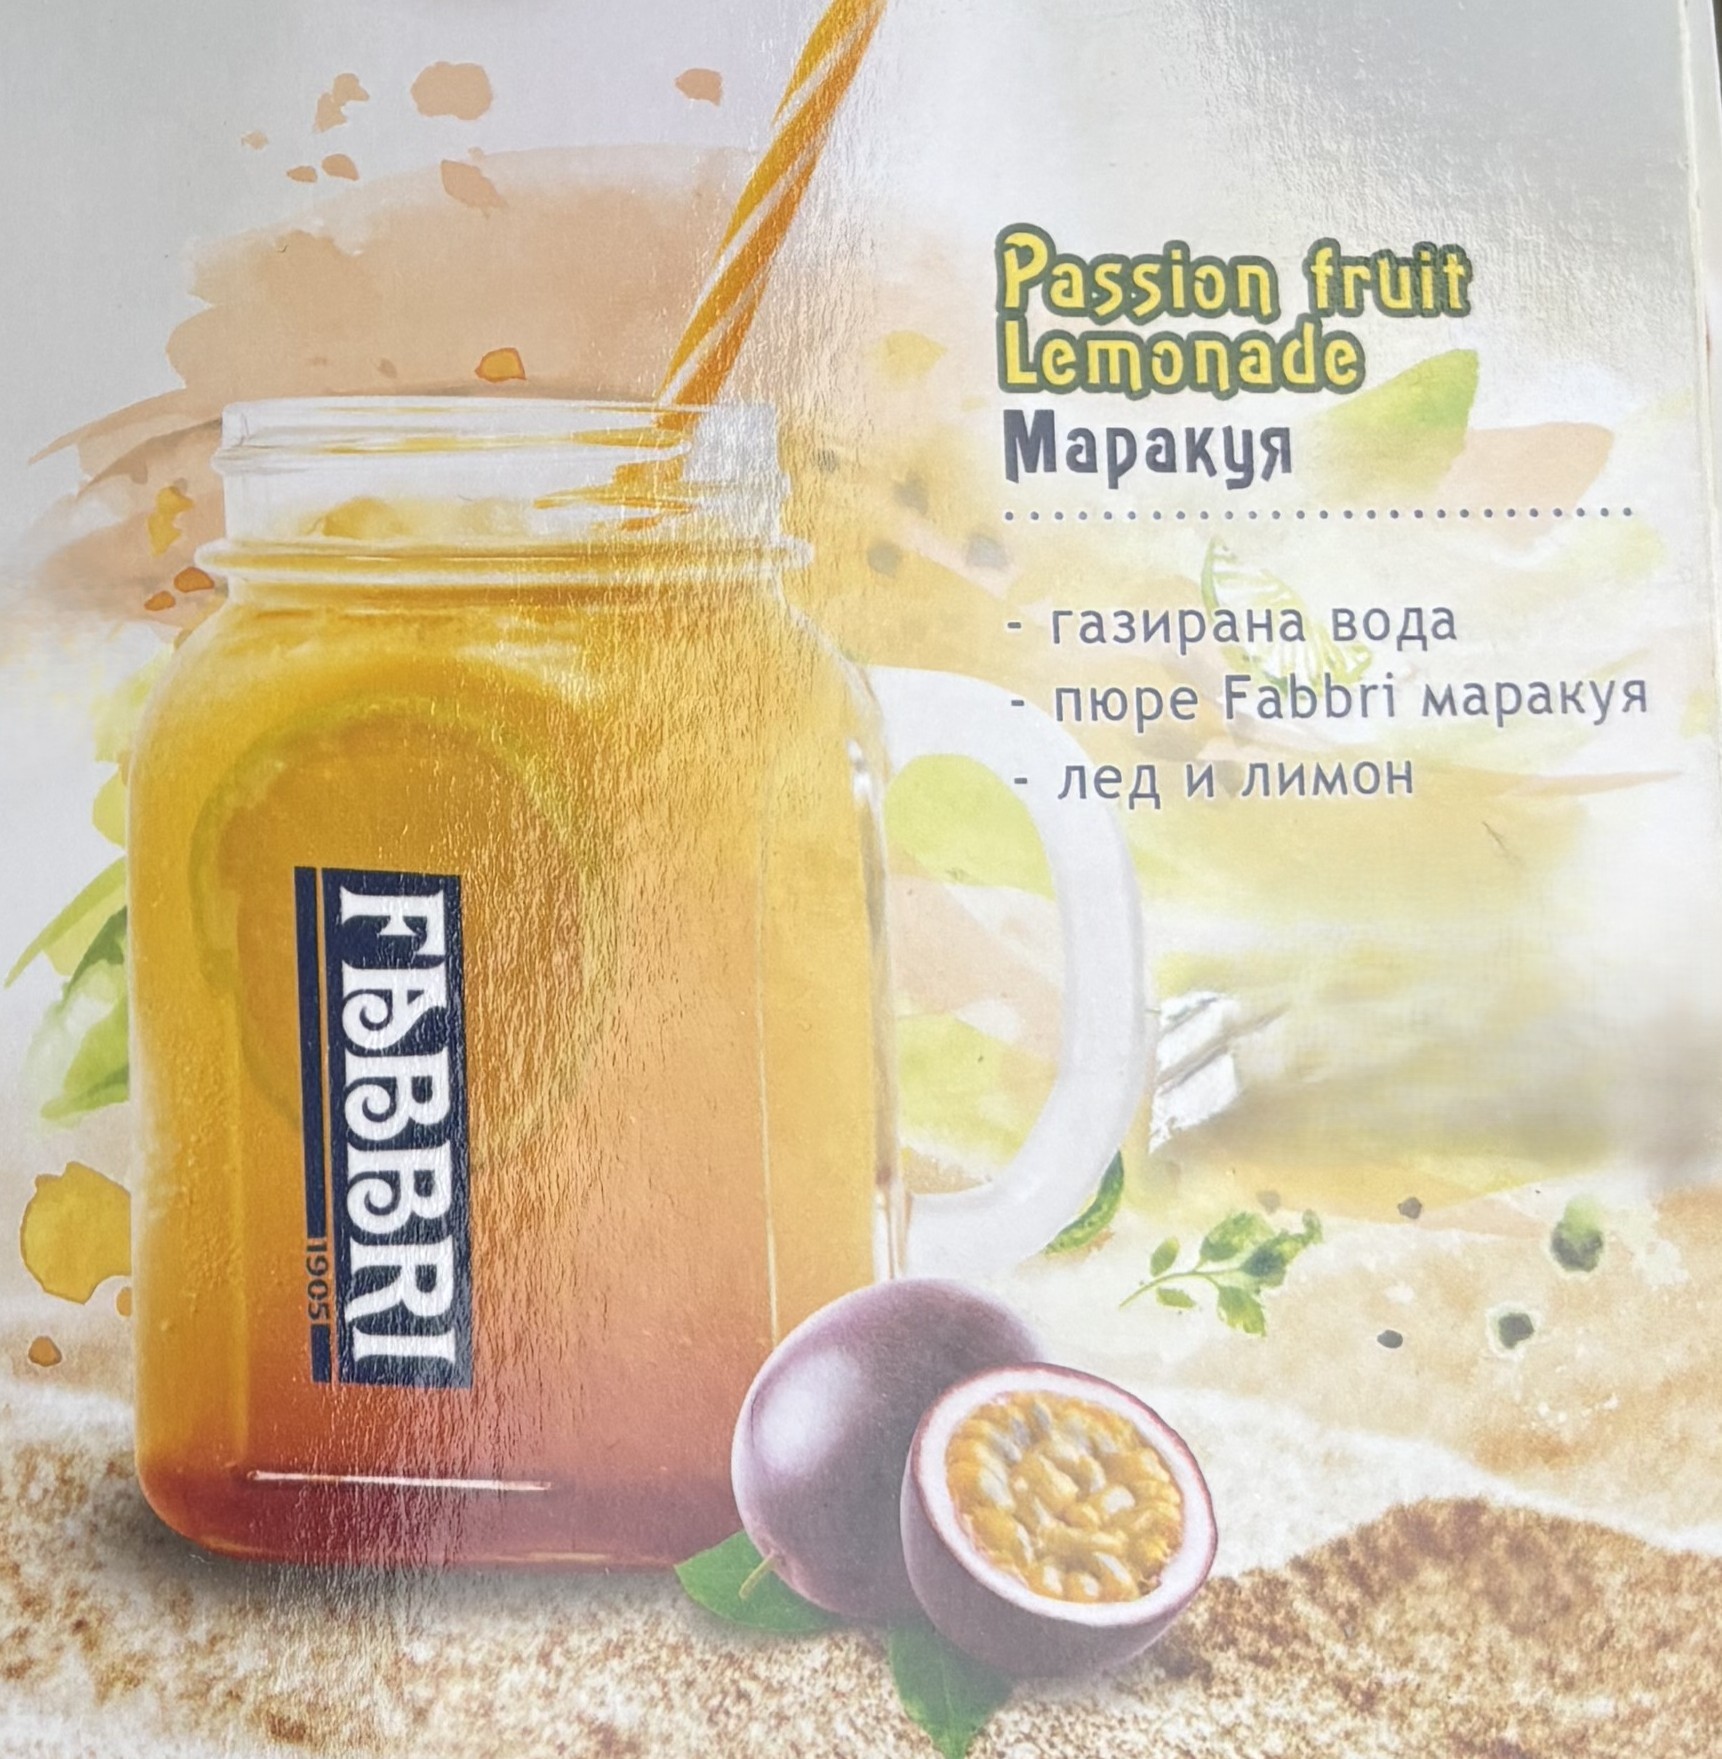 Passion fruit
Lemonade
Маракуя
- газирана вода
- пюре Fabbri маракуя
- лед и лимон
FABBRI
1905